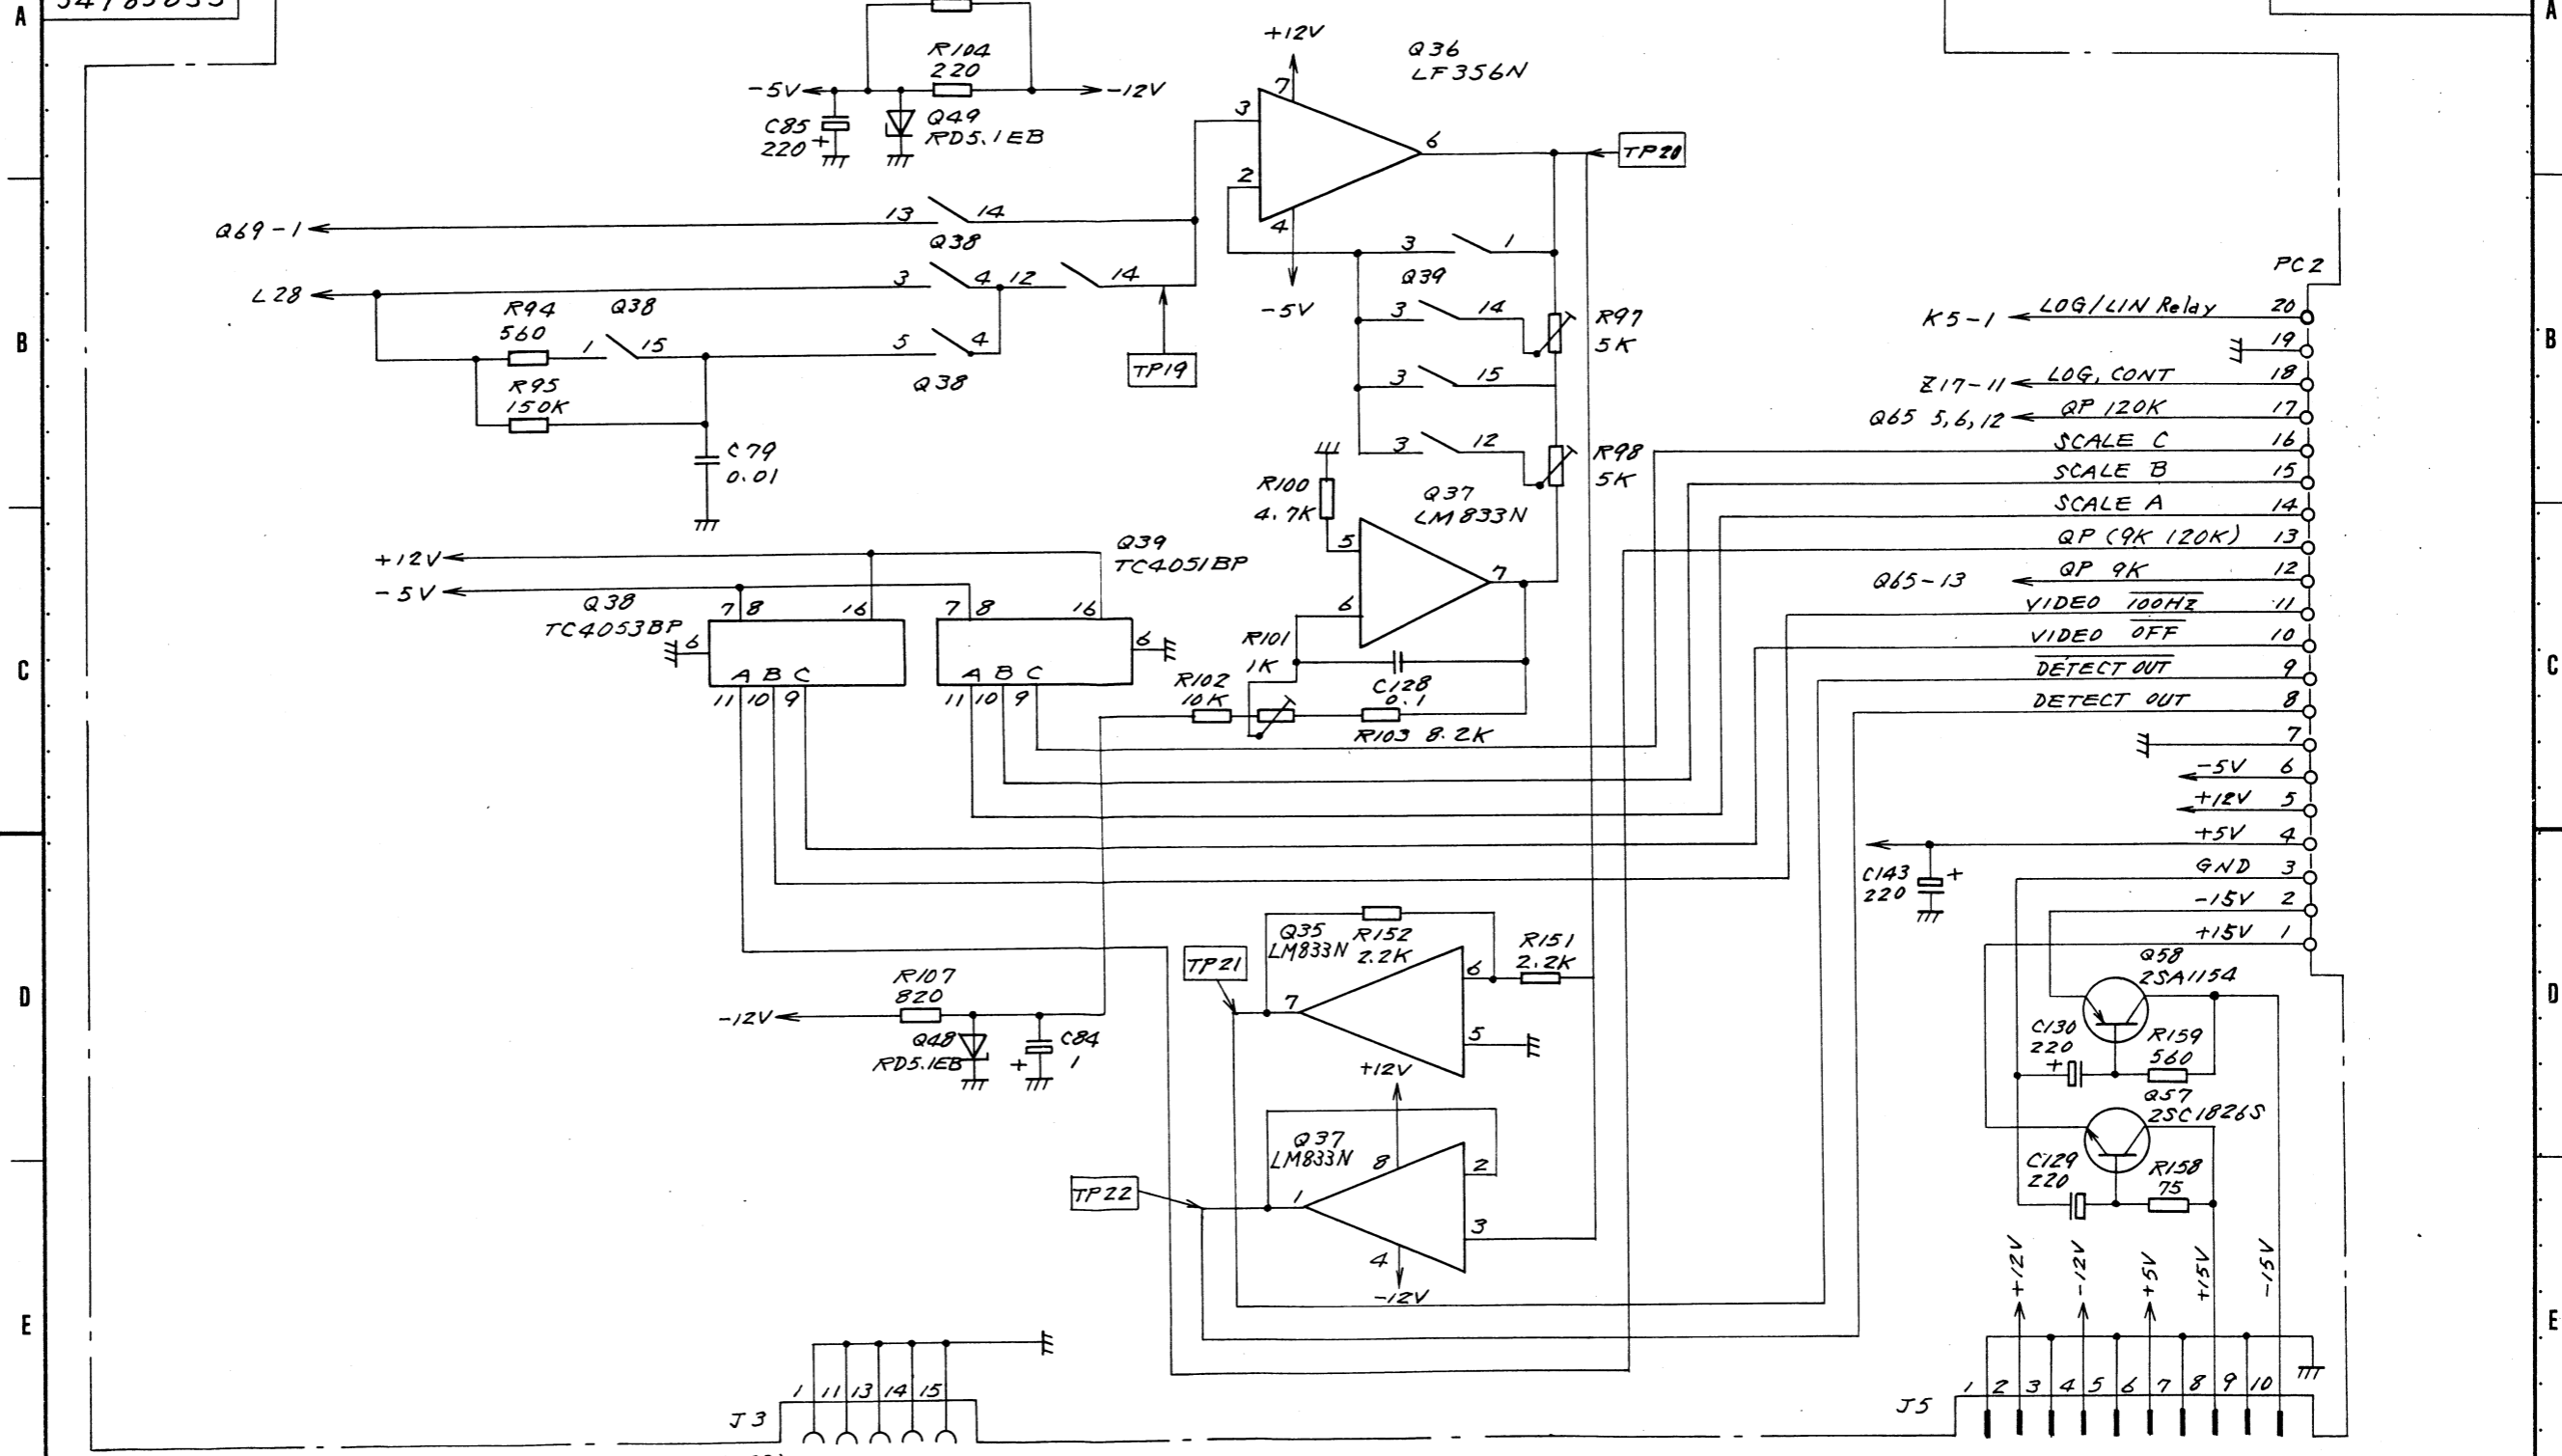 A
A
R104
220
-5V
-12V
C85
220 +
Q49
RD5.1EB
+12V
7
3
2
4
6
-5V
Q36
LF356N
TP20
Q69-1
13
14
Q38
L28
3
4
12
14
R94
560
Q38
1
15
5
4
Q38
R95
150K
C79
0.01
TP19
3
1
Q39
3
14
R97
5K
3
15
3
12
R98
5K
B
B
R100
4.7K
Q37
LM833N
5
6
7
R101
1K
C128
0.1
R102
10K
R103 8.2K
+12V
-5V
Q38
TC4053BP
7
8
16
6
A B C
11
10
9
Q39
TC4051BP
7
8
16
6
A B C
11
10
9
C
C
PC2
K5-1
LOG/LIN Relay
20
19
Z17-11
LOG, CONT
18
Q65 5,6,12
QP 120K
17
SCALE C
16
SCALE B
15
SCALE A
14
QP (9K 120K)
13
Q65-13
QP 9K
12
VIDEO 100HZ
11
VIDEO OFF
10
DETECT OUT
9
DETECT OUT
8
7
-5V
6
+12V
5
+5V
4
C143
220
+
GND
3
-15V
2
+15V
1
D
D
-12V
R107
820
Q48
RD5.1EB
+
C84
1
TP21
Q35
LM833N
R152
2.2K
R151
2.2K
7
6
5
+12V
Q37
LM833N
8
2
1
3
4
-12V
TP22
Q58
2SA1154
C130
220
+
R159
560
Q57
2SC1826S
C129
220
R158
75
E
E
+12V
-12V
+5V
+15V
-15V
J3
1
11
13
14
15
J5
1
2
3
4
5
6
7
8
9
10